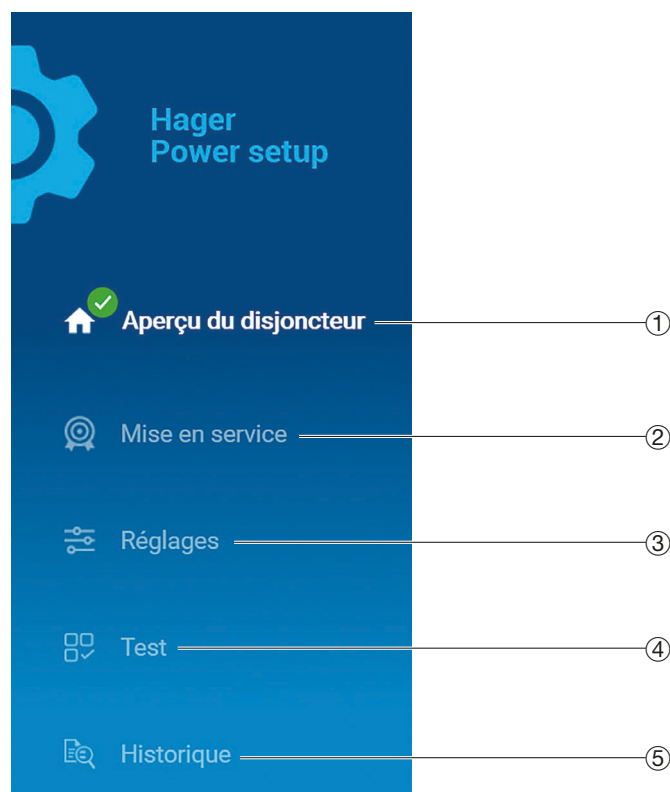 Hager
Power setup
Aperçu du disjoncteur ①
Mise en service ②
Réglages ③
Test ④
Historique ⑤